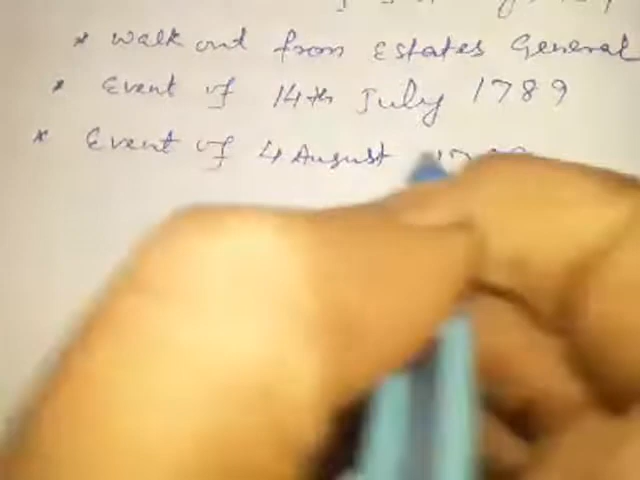 * Walk out from Estates General
* Event of 14th July 1789
* Event of 4 August